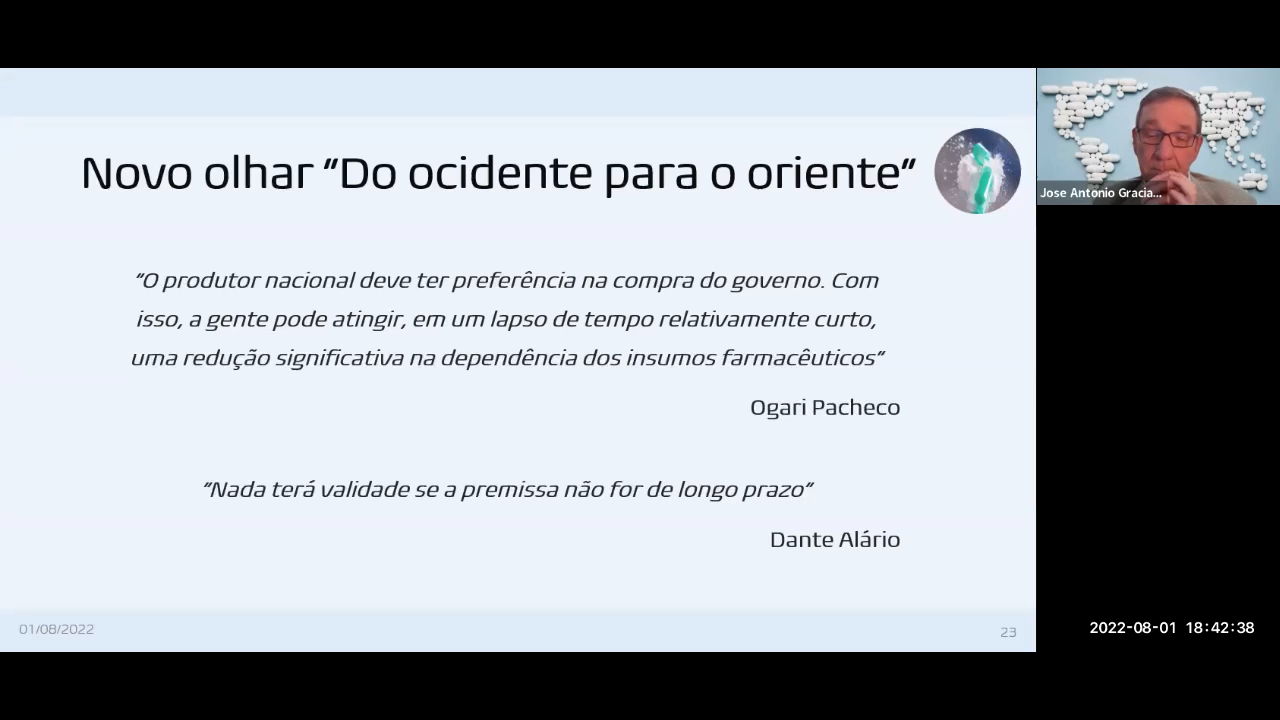 Novo olhar “Do ocidente para o oriente”
“O produtor nacional deve ter preferência na compra do governo. Com
isso, a gente pode atingir, em um lapso de tempo relativamente curto,
uma redução significativa na dependência dos insumos farmacêuticos”
Ogari Pacheco
“Nada terá validade se a premissa não for de longo prazo”
Dante Alário
01/08/2022
23
Jose Antonio Gracia...
2022-08-01 18:42:38